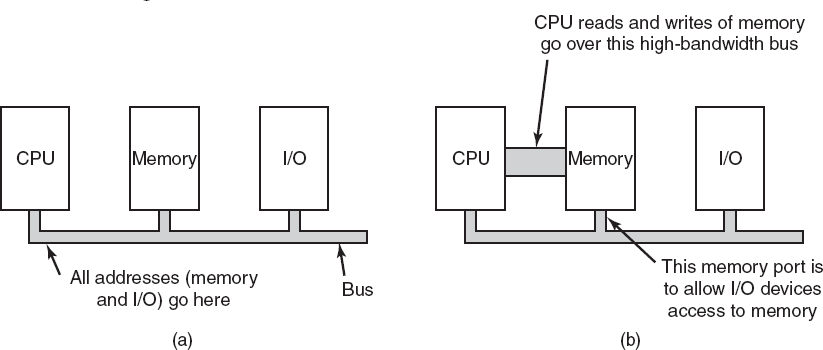 CPU reads and writes of memory
go over this high-bandwidth bus
CPU
Memory
I/O
CPU
Memory
I/O
All addresses (memory
and I/O) go here
Bus
This memory port is
to allow I/O devices
access to memory
(a)
(b)